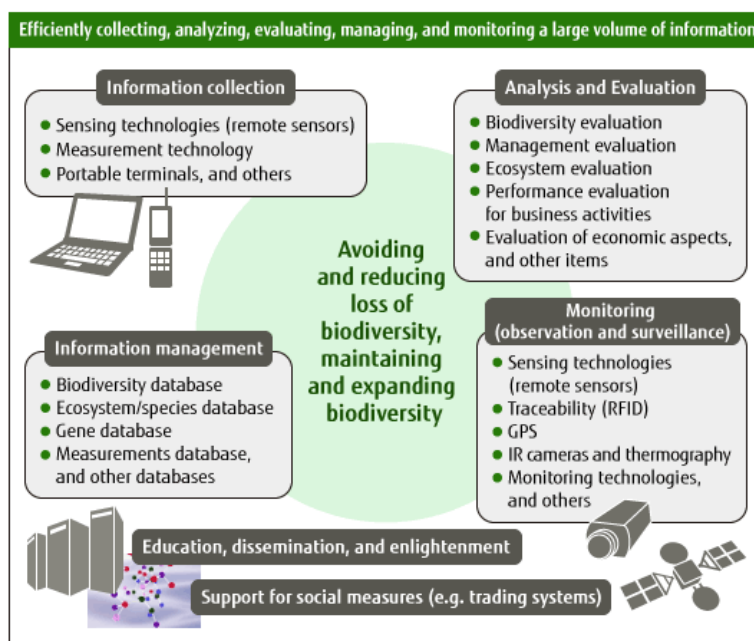 Efficiently collecting, analyzing, evaluating, managing, and monitoring a large volume of information
Information collection
● Sensing technologies (remote sensors)
● Measurement technology
● Portable terminals, and others
Analysis and Evaluation
● Biodiversity evaluation
● Management evaluation
● Ecosystem evaluation
● Performance evaluation
for business activities
● Evaluation of economic aspects,
and other items
Avoiding
and reducing
loss of
biodiversity,
maintaining
and expanding
biodiversity
Information management
● Biodiversity database
● Ecosystem/species database
● Gene database
● Measurements database,
and other databases
Monitoring
(observation and surveillance)
● Sensing technologies
(remote sensors)
● Traceability (RFID)
● GPS
● IR cameras and thermography
● Monitoring technologies,
and others
Education, dissemination, and enlightenment
Support for social measures (e.g. trading systems)